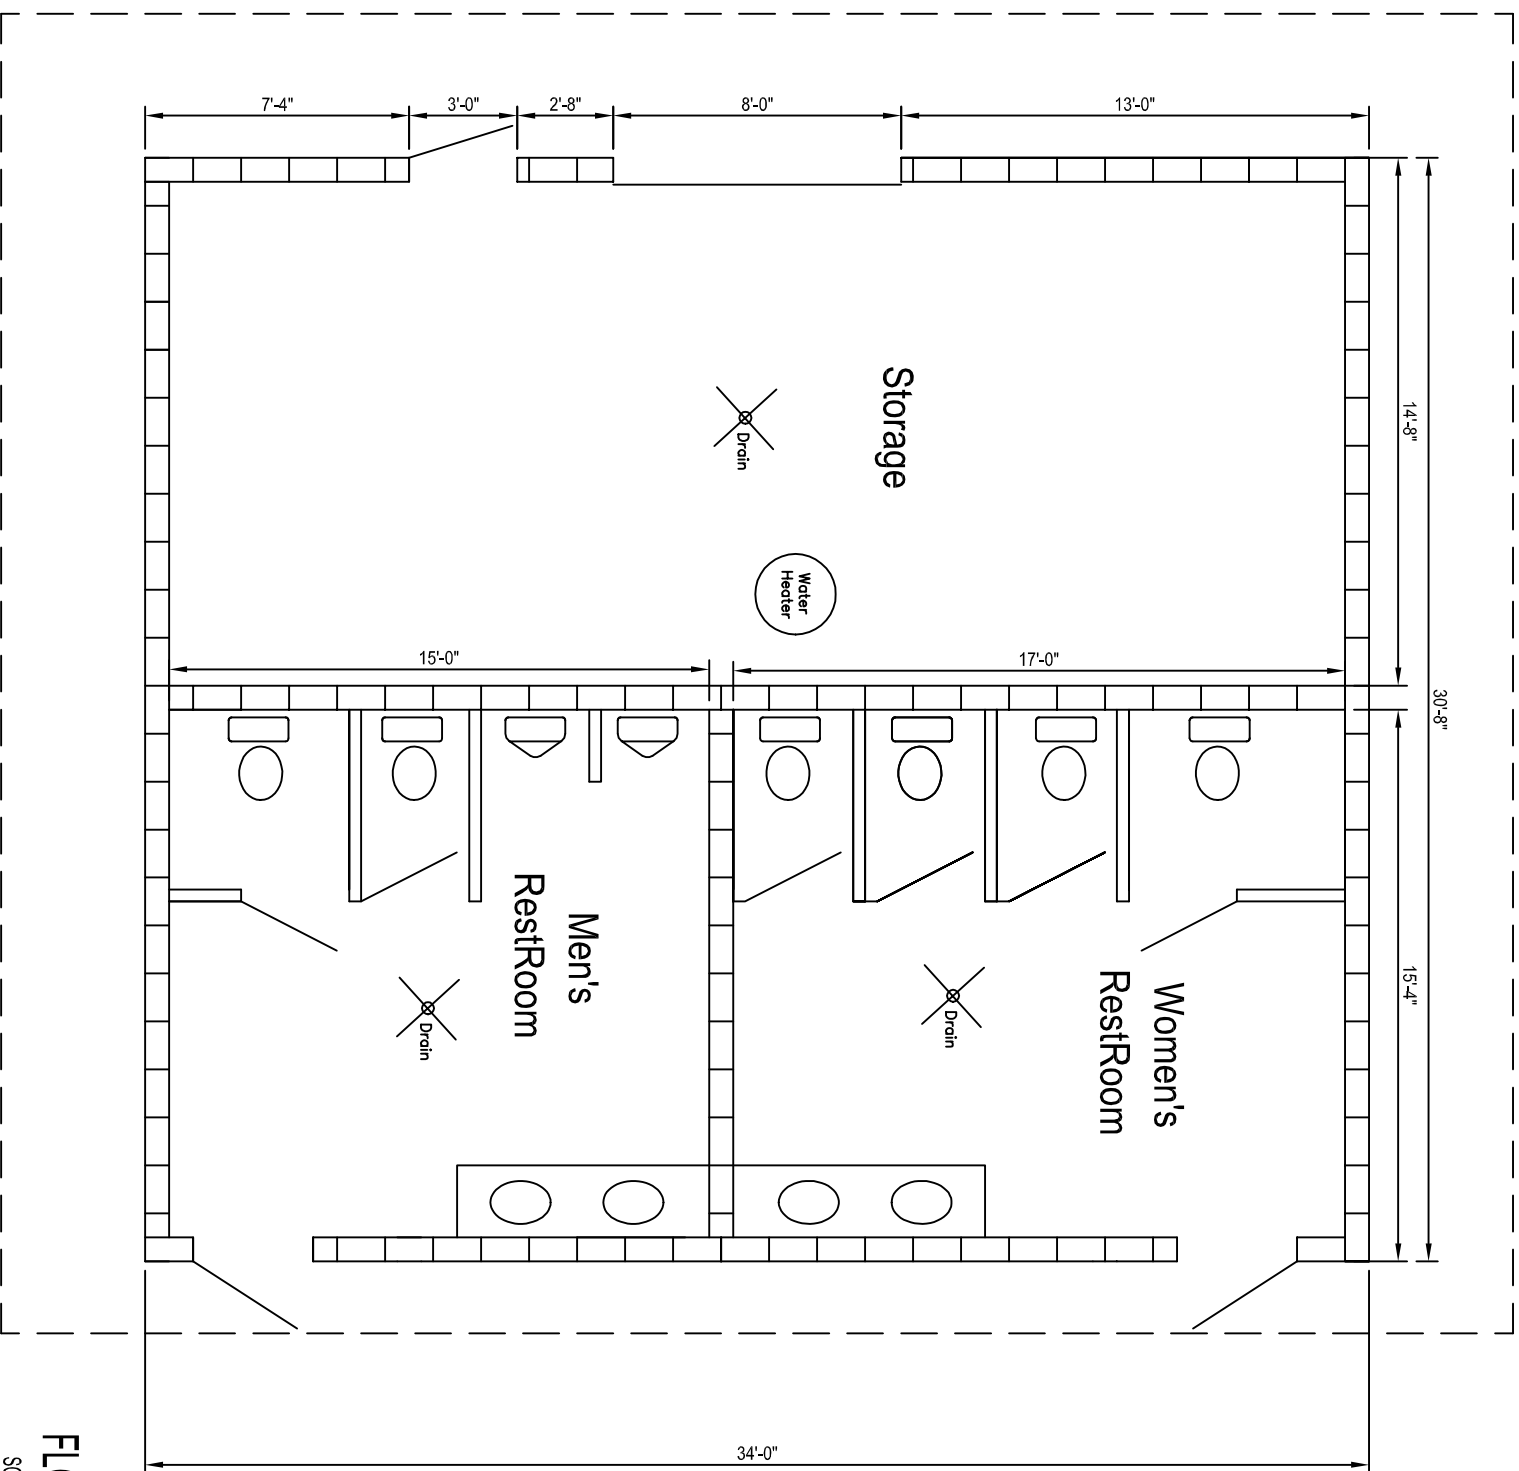 7'-4"
3'-0"
2'-8"
8'-0"
13'-0"
14'-8"
30'-8"
15'-4"
Storage
Drain
Water
Heater
15'-0"
17'-0"
Men's
RestRoom
Drain
Women's
RestRoom
Drain
34'-0"